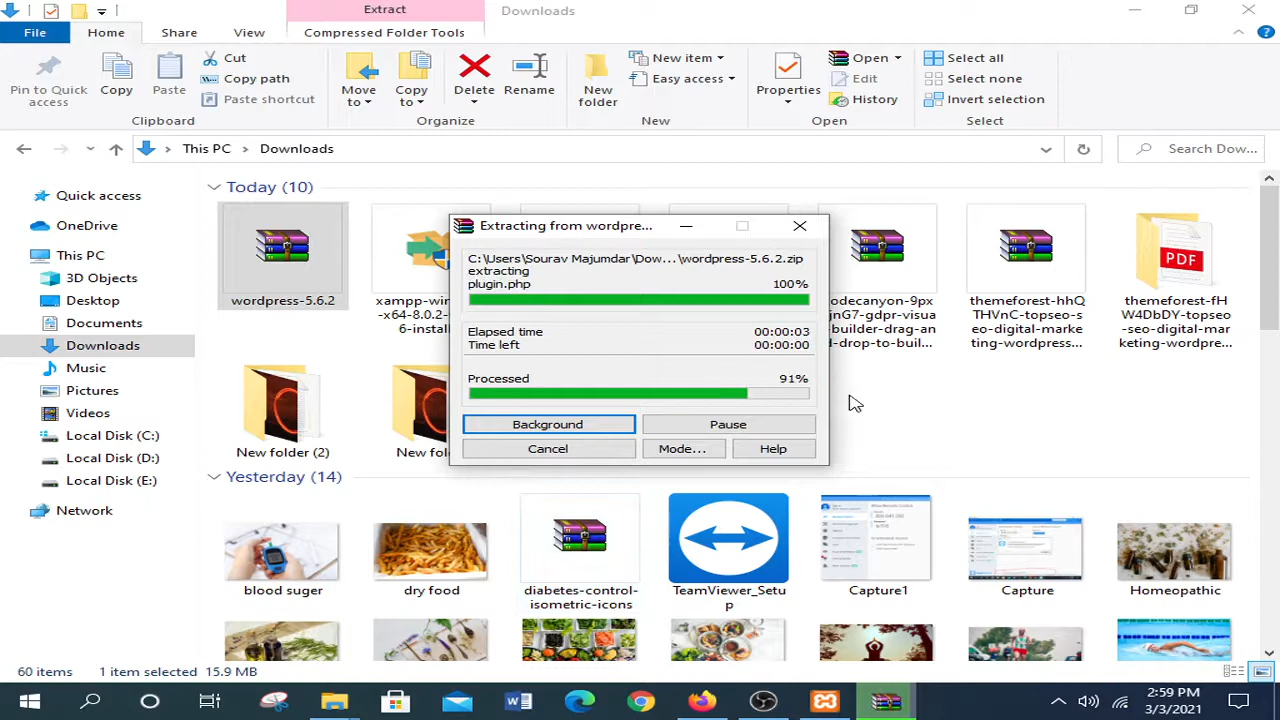 Extract
Downloads
File
Home
Share
View
Compressed Folder Tools
Pin to Quick
access
Copy
Paste
Cut
Copy path
Paste shortcut
Clipboard
Move
to
Copy
to
Delete
Rename
Organize
New
folder
New item
Easy access
New
Properties
Open
Edit
History
Open
Select all
Select none
Invert selection
Select
This PC
Downloads
Search Dow...
Quick access
OneDrive
This PC
3D Objects
Desktop
Documents
Downloads
Music
Pictures
Videos
Local Disk (C:)
Local Disk (D:)
Local Disk (E:)
Network
Today (10)
wordpress-5.6.2
xampp-win
-x64-8.0.2-
6-install
odecanyon-9px
jnG7-gdpr-visua
builder-drag-an
d-drop-to-buil...
themeforest-hhQ
THVnC-topseo-s
eo-digital-marke
ting-wordpress...
PDF
themeforest-fH
W4DbDY-topseo
-seo-digital-mar
keting-wordpre...
Extracting from wordpre...
C:\Users\Sourav Majumdar\Dow...\wordpress-5.6.2.zip
extracting
plugin.php 100%
Elapsed time 00:00:03
Time left 00:00:00
Processed 91%
Background
Pause
Cancel
Mode...
Help
New folder (2)
New fol
Yesterday (14)
blood suger
dry food
diabetes-control-
isometric-icons
TeamViewer_Setu
p
Capture1
Capture
Homeopathic
60 items
1 item selected 15.9 MB
2:59 PM
3/3/2021